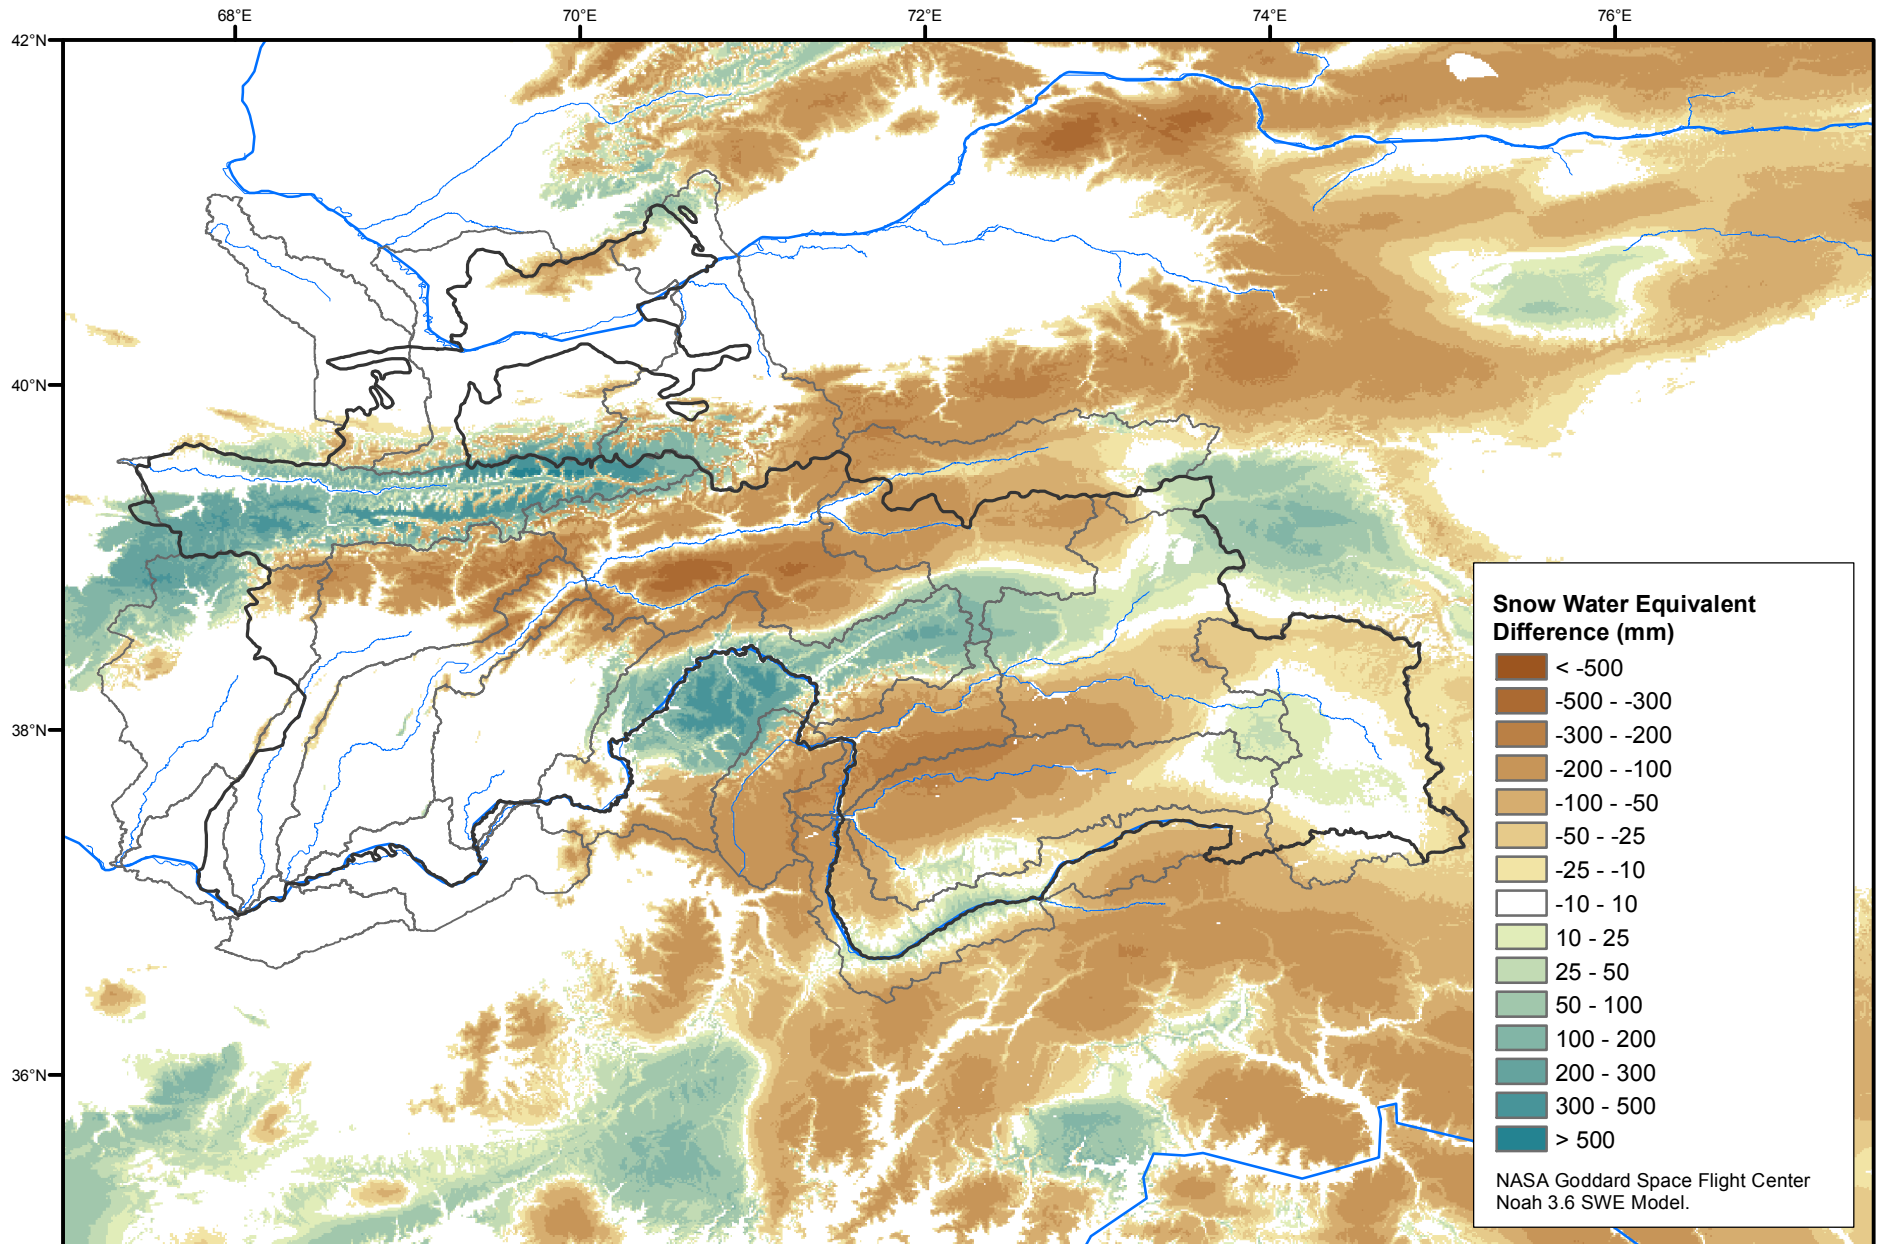 68°E 70°E 72°E 74°E 76°E
42°N
40°N
38°N
36°N
Snow Water Equivalent
Difference (mm)
< -500
-500 - -300
-300 - -200
-200 - -100
-100 - -50
-50 - -25
-25 - -10
-10 - 10
10 - 25
25 - 50
50 - 100
100 - 200
200 - 300
300 - 500
> 500
NASA Goddard Space Flight Center
Noah 3.6 SWE Model.